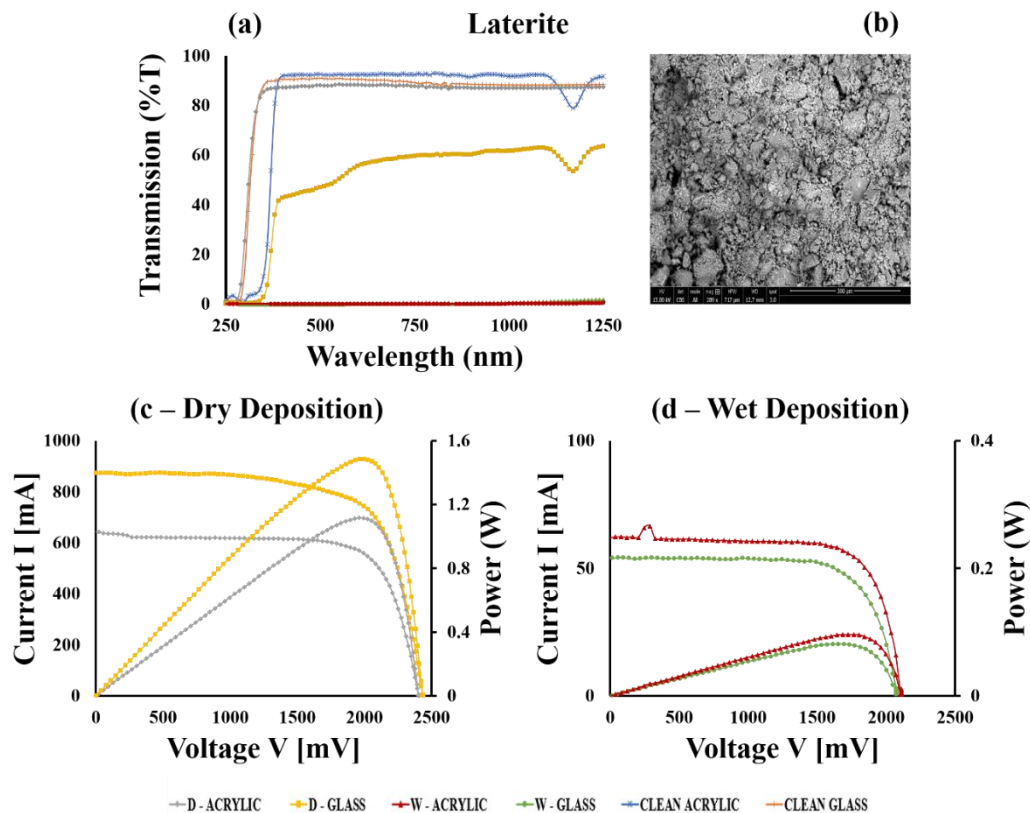 (a) Laterite (b)
Transmission (%T)
100
80
60
40
20
0
250 500 750 1000 1250
Wavelength (nm)
(c – Dry Deposition)
Current I [mA]
1000
800
600
400
200
0
1.6
1.2
0.8
0.4
0
Power (W)
0 500 1000 1500 2000 2500
Voltage V [mV]
(d – Wet Deposition)
Current I [mA]
100
50
0
0.4
0.2
0
Power (W)
0 500 1000 1500 2000 2500
Voltage V [mV]
D - ACRYLIC D - GLASS W - ACRYLIC W - GLASS CLEAN ACRYLIC CLEAN GLASS